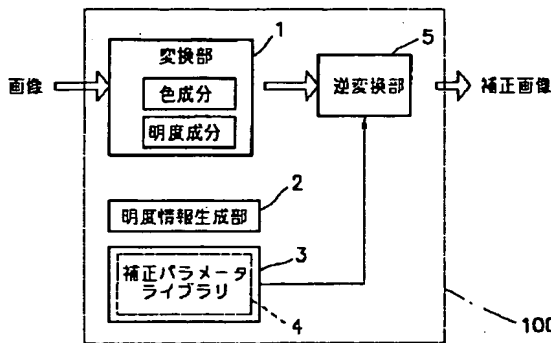 1
変換部
5
画像
色成分
明度成分
逆変換部
補正画像
2
明度情報生成部
3
補正パラメータ
ライブラリ
4
100